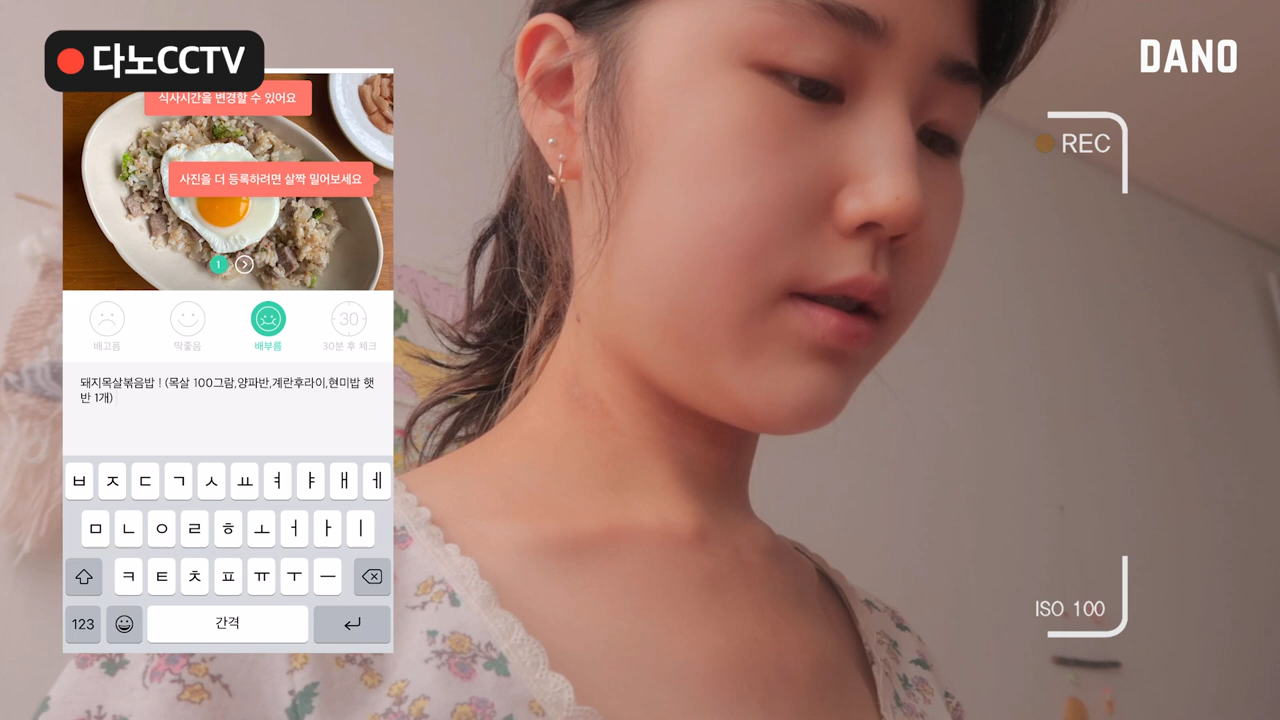 다노CCTV
DANO
REC
식사시간을 변경할 수 있어요
사진을 더 등록하려면 살짝 밀어보세요
1
30
배고픔
딱좋음
배부름
30분 후 체크
돼지목살볶음밥 ! (목살 100그람,양파반,계란후라이,현미밥 햇
반 1개)
ㅂ ㅈ ㄷ ㄱ ㅅ ㅛ ㅕ ㅑ ㅐ ㅔ
ㅁ ㄴ ㅇ ㄹ ㅎ ㅗ ㅓ ㅏ ㅣ
ㅋ ㅌ ㅊ ㅍ ㅠ ㅜ ㅡ
123
간격
ISO 100